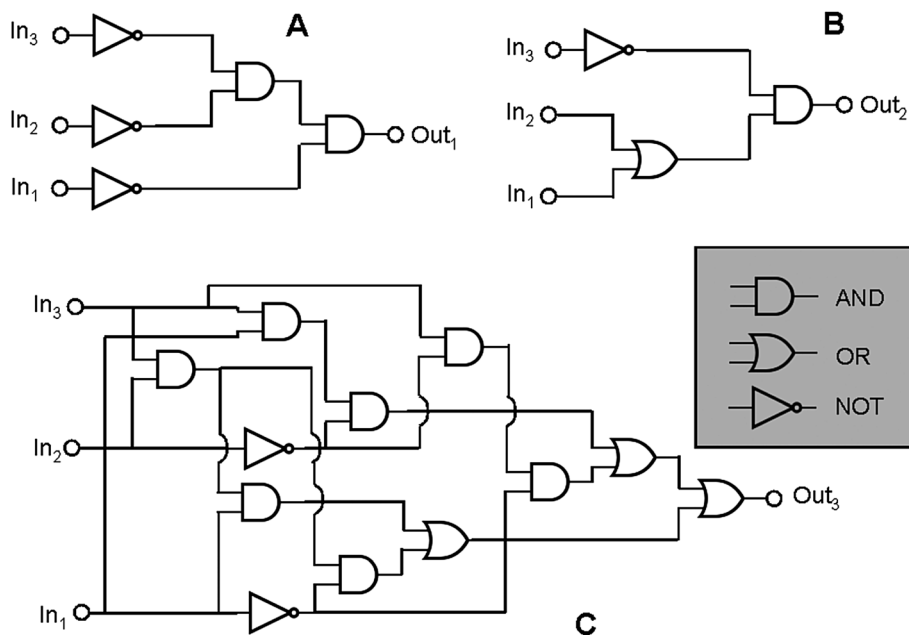 A
In3
In2
In1
Out1
B
In3
In2
In1
Out2
In3
In2
In1
Out3
C
AND
OR
NOT